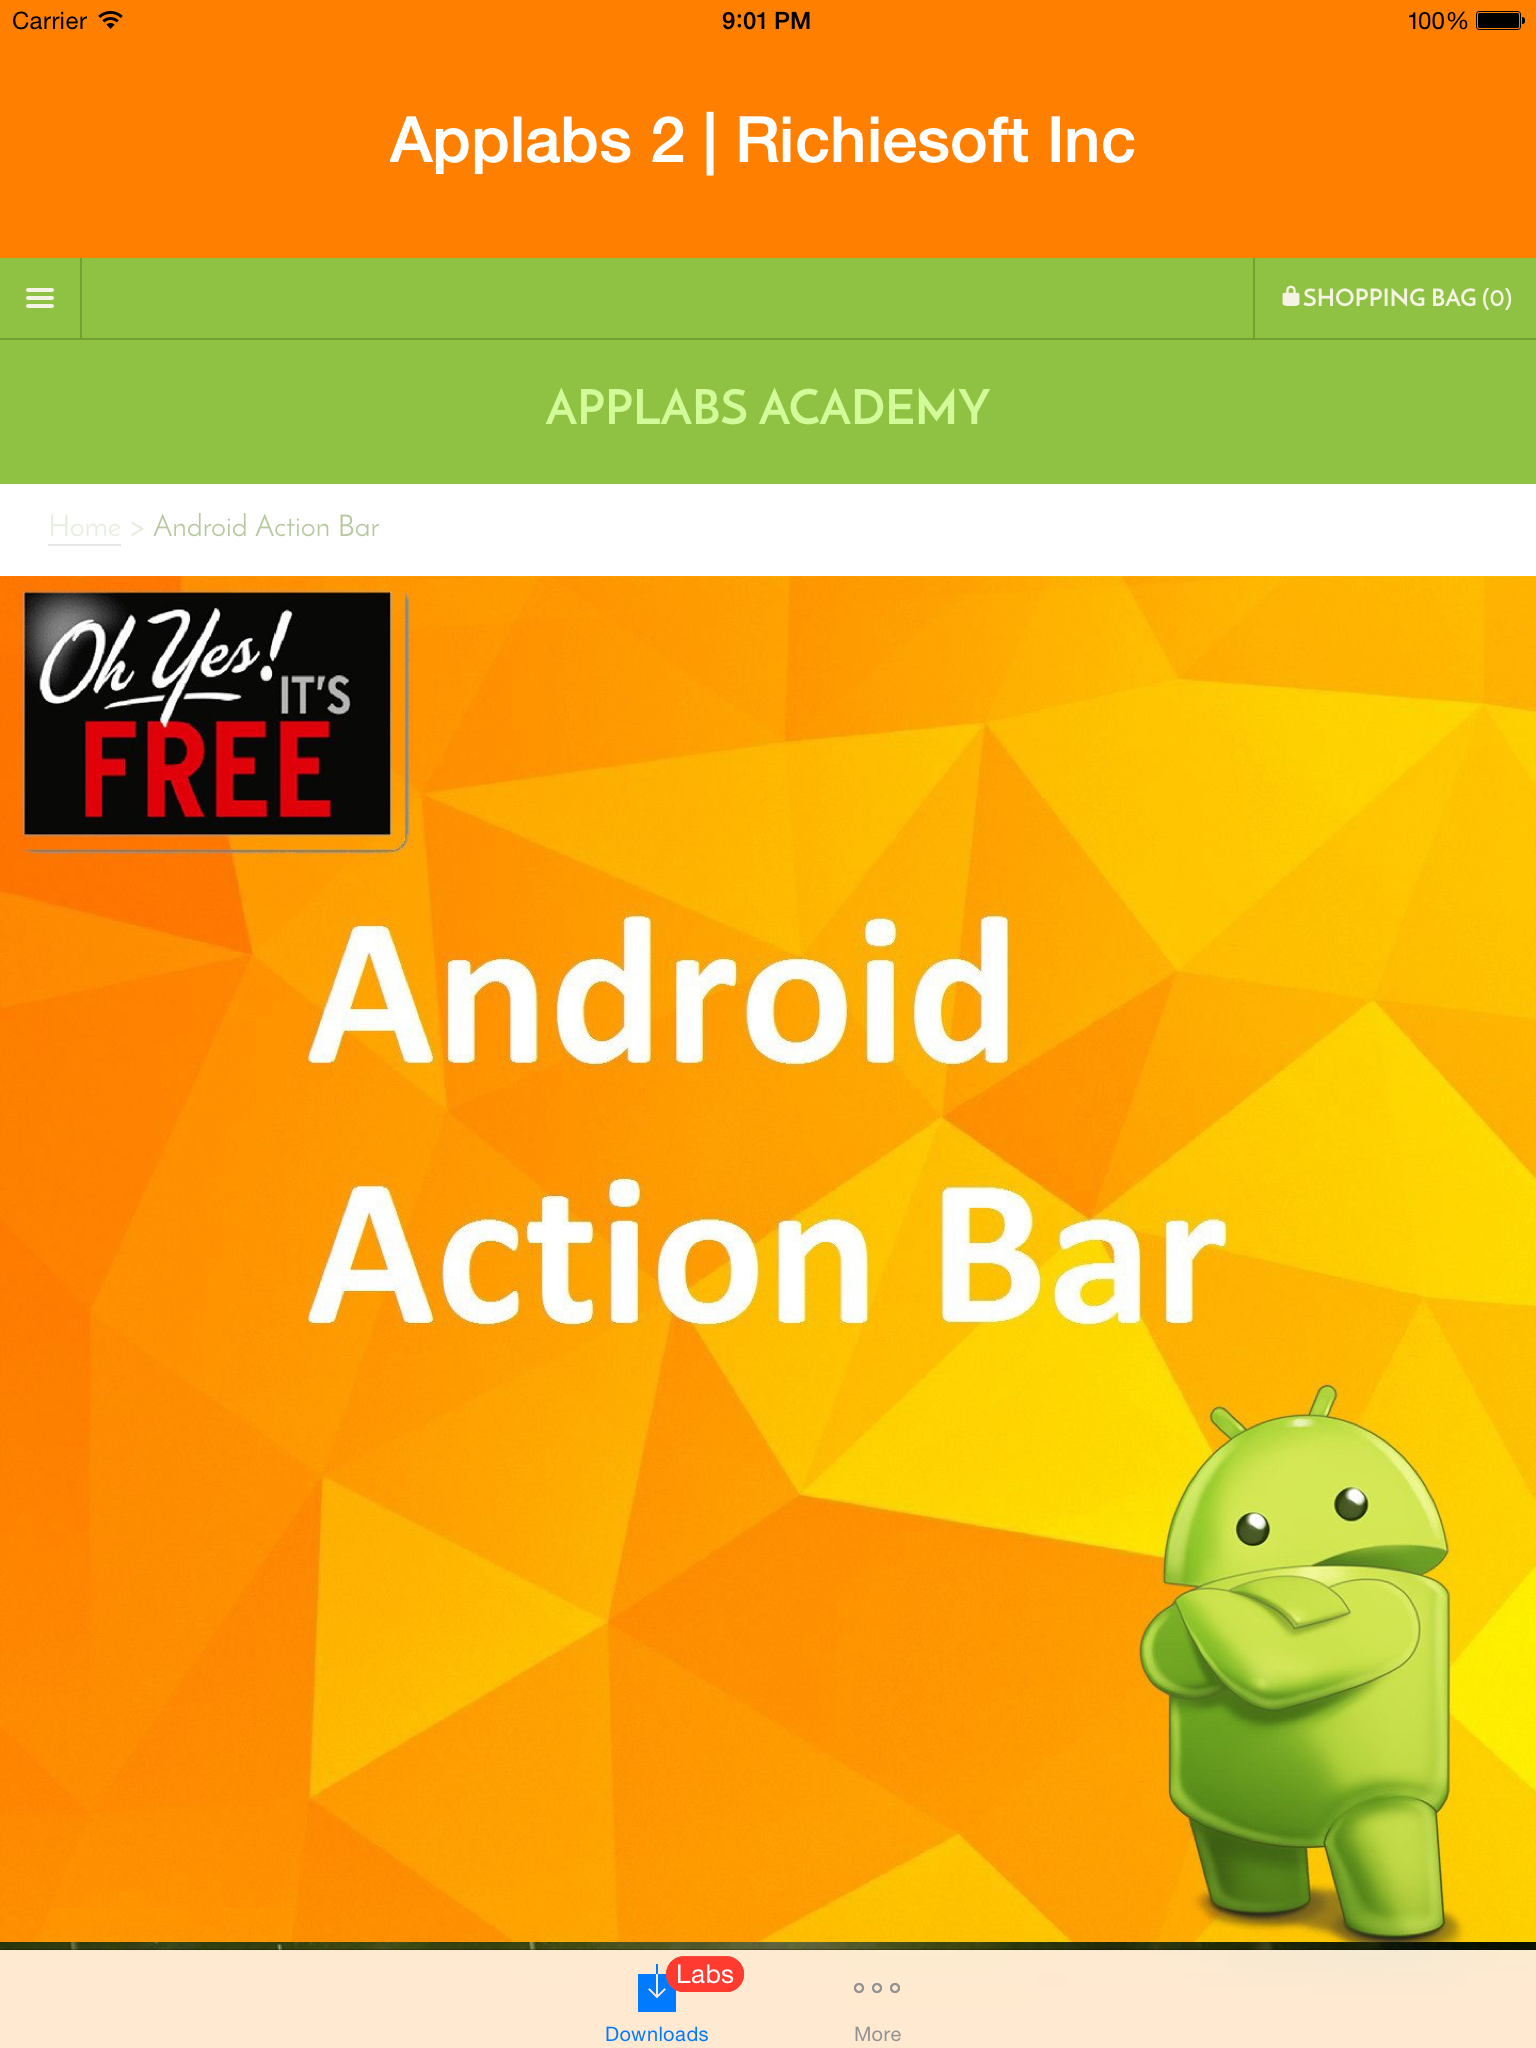 Carrier 9:01 PM 100%
Applabs 2 | Richiesoft Inc
SHOPPING BAG (0)
APPLABS ACADEMY
Home > Android Action Bar
Oh Yes!
IT'S
FREE
Android
Action Bar
Labs
Downloads More